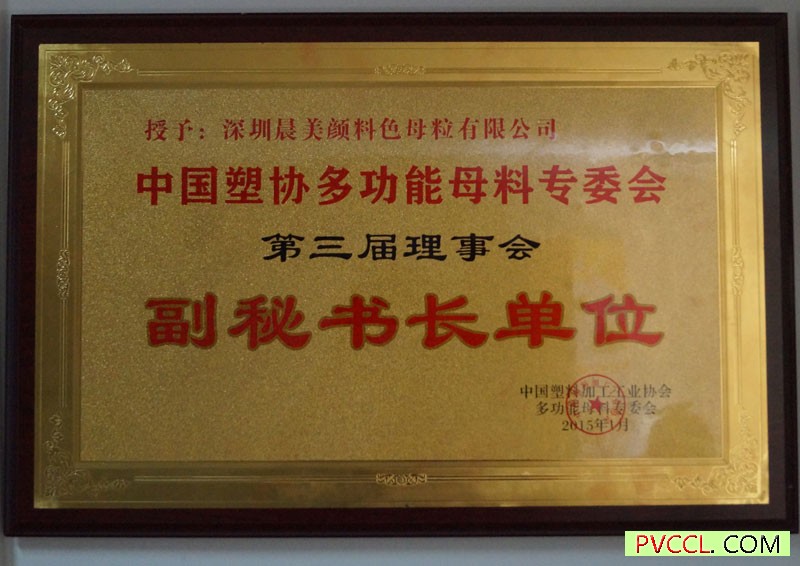 授予：深圳晨美颜料色母粒有限公司
中国塑协多功能母料专委会
第三届理事会
副秘书长单位
中国塑料加工工业协会
多功能母料专委会
2015年1月
PVCCL. COM